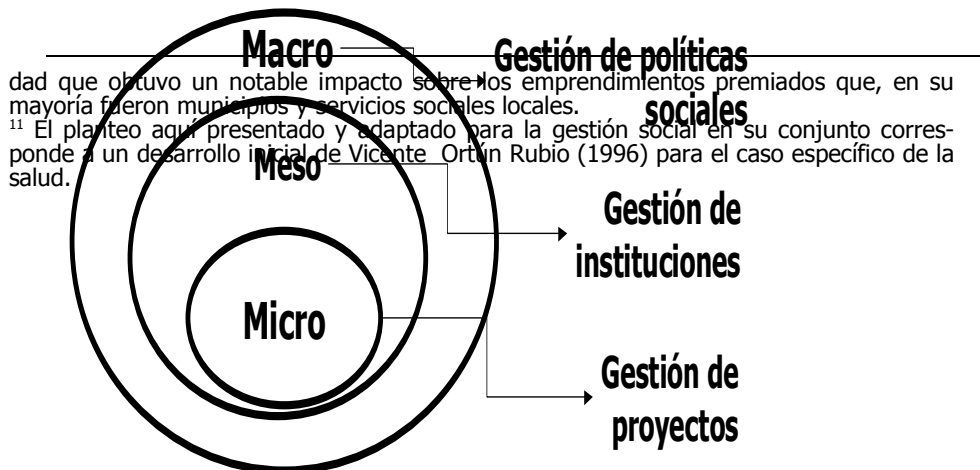 Macro
Gestión de políticas
sociales
dad que obtuvo un notable impacto sobre los emprendimientos premiados que, en su
mayoría fueron municipios y servicios sociales locales.
11 El planteo aquí presentado y adaptado para la gestión social en su conjunto corres-
ponde a un desarrollo inicial de Vicente Ortún Rubio (1996) para el caso específico de la
salud.
Meso
Gestión de
instituciones
Micro
Gestión de
proyectos